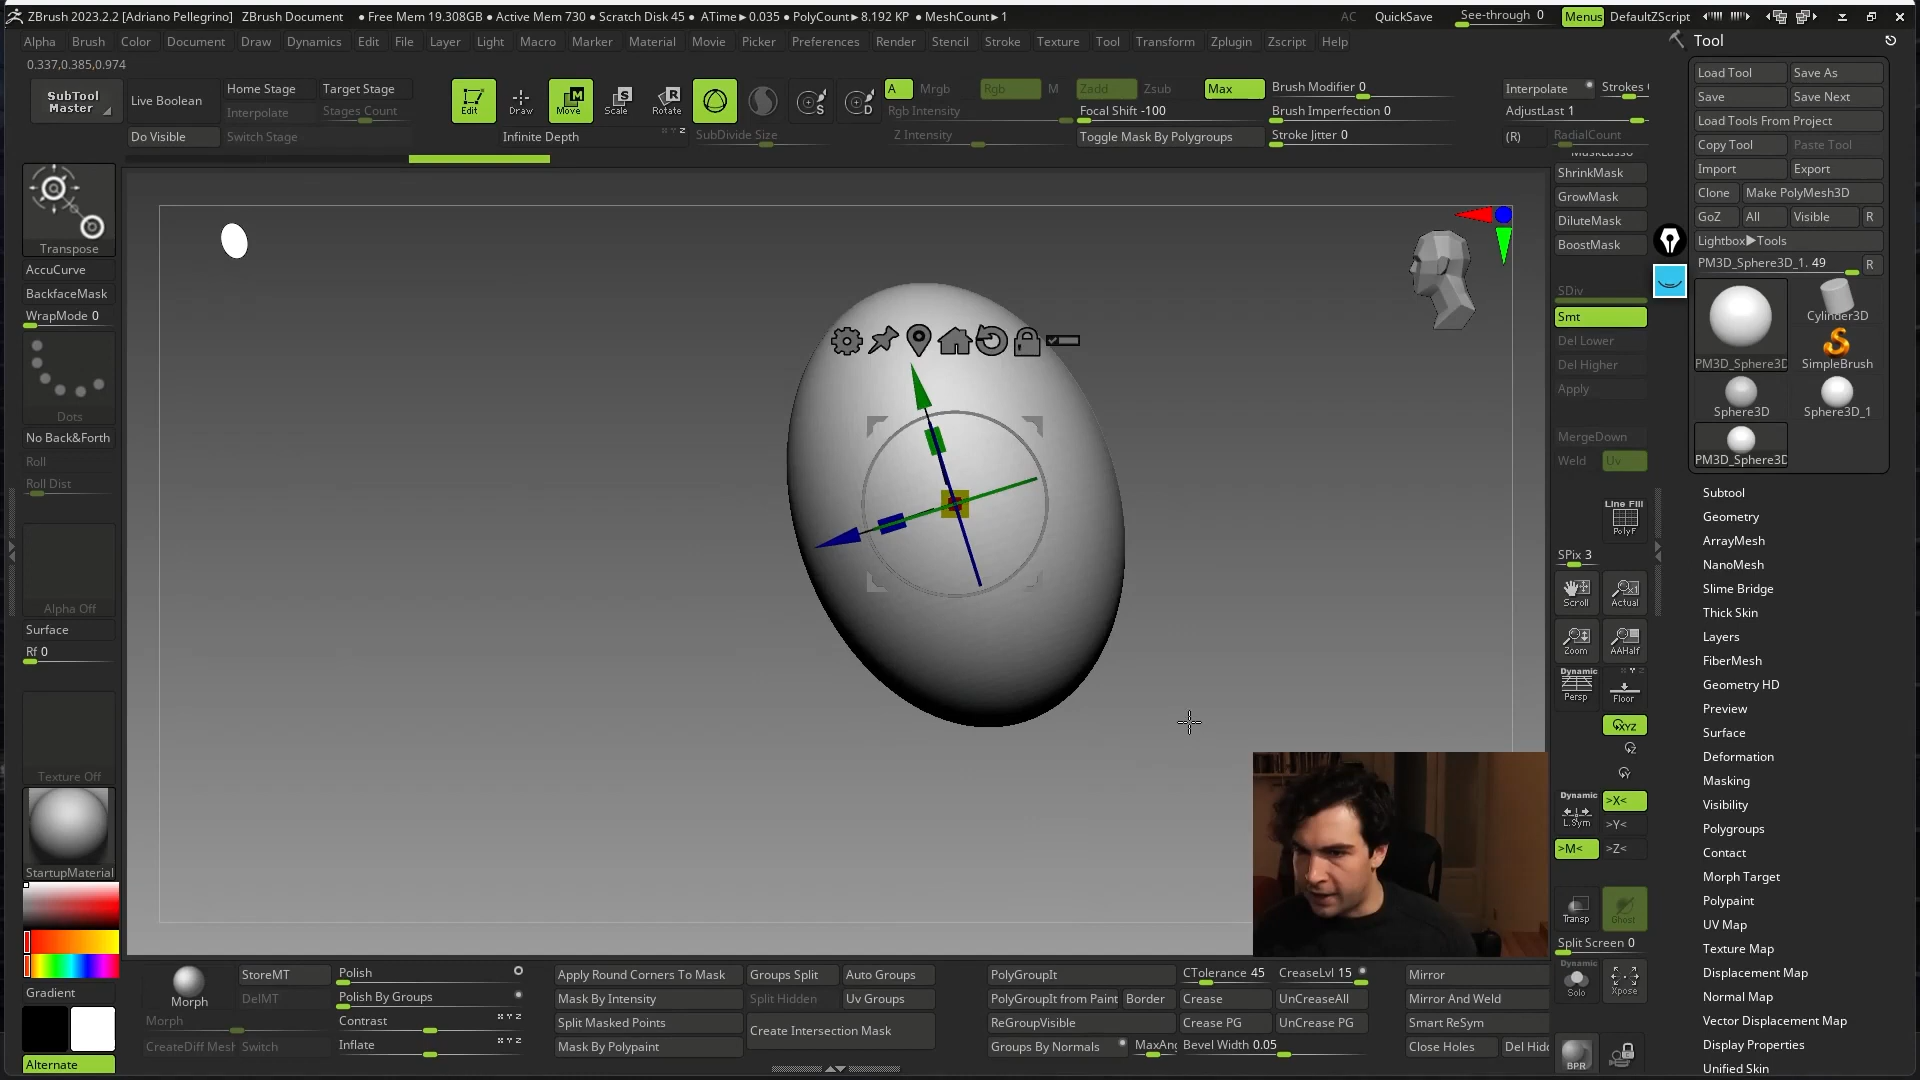 ZBrush 2023.2.2 [Adriano Pellegrino] ZBrush Document ● Free Mem 19.308GB ● Active Mem 730 ● Scratch Disk 45 ● ATime►0.035 ● PolyCount►8.192 KP ● MeshCount►1 AC QuickSave See-through 0 Menus DefaultZScript
Alpha Brush Color Document Draw Dynamics Edit File Layer Light Macro Marker Material Movie Picker Preferences Render Stencil Stroke Texture Tool Transform Zplugin Zscript Help
0.337,0.385,0.974
SubTool Master
Live Boolean Home Stage Target Stage
Interpolate Stages Count
Do Visible Switch Stage
Edit Draw Move Scale Rotate
Infinite Depth SubDivide Size
A Mrgb Rgb M Zadd Zsub Max Brush Modifier 0 Interpolate Strokes
Rgb Intensity Focal Shift -100 Brush Imperfection 0 AdjustLast 1
Z Intensity Toggle Mask By Polygroups Stroke Jitter 0 (R) RadialCount
Transpose
AccuCurve
BackfaceMask
WrapMode 0
Dots
No Back&Forth
Roll
Roll Dist
Alpha Off
Surface
Rf 0
Texture Off
StartupMaterial
Gradient
Alternate
MaskLasso
ShrinkMask
GrowMask
DiluteMask
BoostMask
SDiv
Smt
Del Lower
Del Higher
Apply
MergeDown
Weld Uv
Line Fill
PolyF
SPix 3
Scroll Actual
Zoom AAHalf
Dynamic
Persp Floor
XYZ
Dynamic >X<
L.Sym >Y<
>M< >Z<
Transp Ghost
Split Screen 0
Dynamic
Solo Xpose
BPR
Tool
Load Tool Save As
Save Save Next
Load Tools From Project
Copy Tool Paste Tool
Import Export
Clone Make PolyMesh3D
GoZ All Visible R
Lightbox►Tools
PM3D_Sphere3D_1. 49 R
Cylinder3D
PM3D_Sphere3D SimpleBrush
Sphere3D Sphere3D_1
PM3D_Sphere3D
Subtool
Geometry
ArrayMesh
NanoMesh
Slime Bridge
Thick Skin
Layers
FiberMesh
Geometry HD
Preview
Surface
Deformation
Masking
Visibility
Polygroups
Contact
Morph Target
Polypaint
UV Map
Texture Map
Displacement Map
Normal Map
Vector Displacement Map
Display Properties
Unified Skin
Morph StoreMT Polish Apply Round Corners To Mask Groups Split Auto Groups PolyGroupIt CTolerance 45 CreaseLvl 15 Mirror
DelMT Polish By Groups Mask By Intensity Split Hidden Uv Groups PolyGroupIt from Paint Border Crease UnCreaseAll Mirror And Weld
Morph Contrast Split Masked Points Create Intersection Mask ReGroupVisible Crease PG UnCrease PG Smart ReSym
CreateDiff Mesh Switch Inflate Mask By Polypaint Groups By Normals MaxAng Bevel Width 0.05 Close Holes Del Hidd